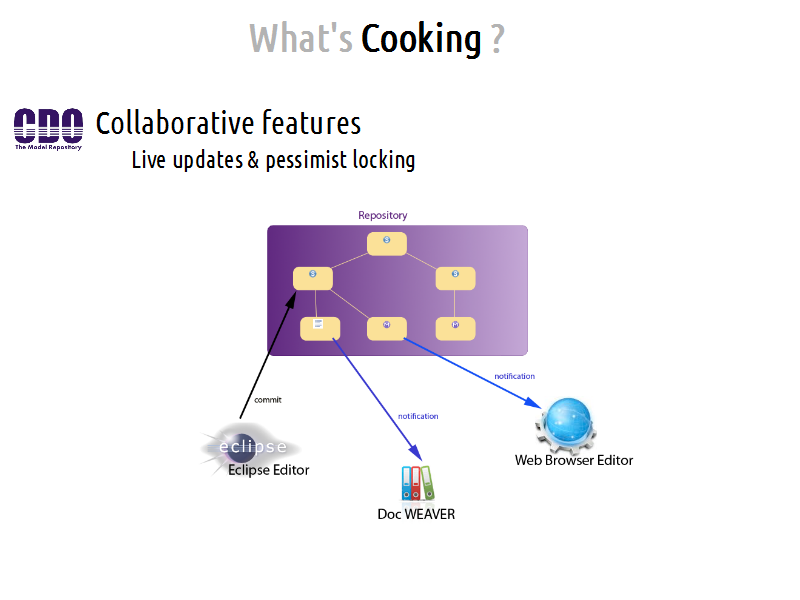 What's Cooking ?
CDO
The Model Repository
Collaborative features
Live updates & pessimist locking
Repository
S
S
S
M
M
commit
notification
notification
eclipse
Eclipse Editor
Web Browser Editor
Doc WEAVER